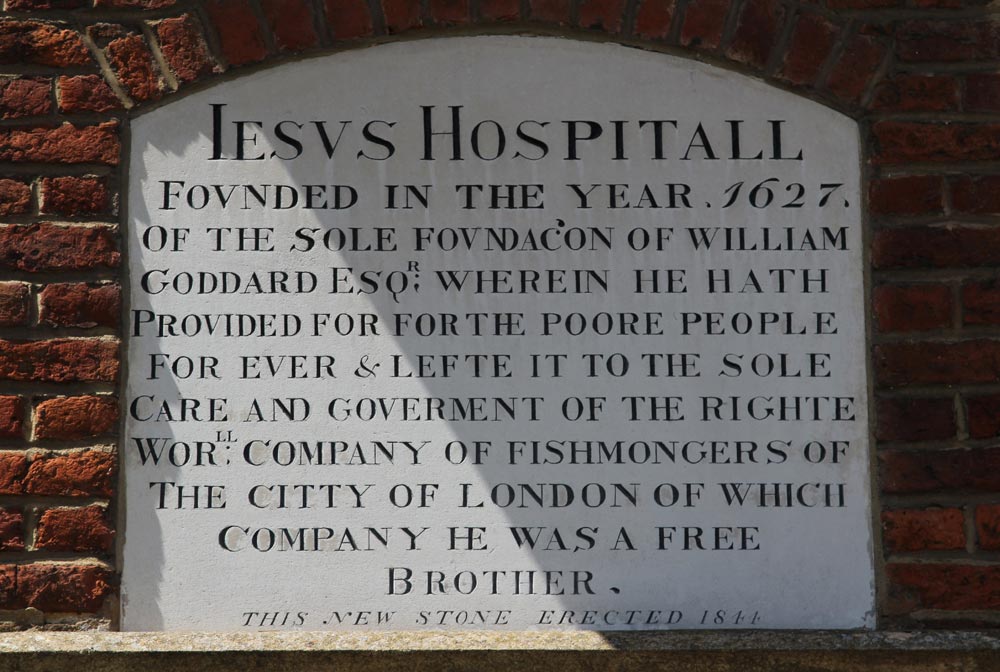 IESVS HOSPITALL
FOVNDED IN THE YEAR . 1627.
OF THE SOLE FOVNDAC'ON OF WILLIAM
GODDARD ESQR; WHEREIN HE HATH
PROVIDED FOR FOR THE POORE PEOPLE
FOR EVER & LEFTE IT TO THE SOLE
CARE AND GOVERMENT OF THE RIGHTE
WORLL: COMPANY OF FISHMONGERS OF
THE CITTY OF LONDON OF WHICH
COMPANY HE WAS A FREE
BROTHER.
THIS NEW STONE ERECTED 1844